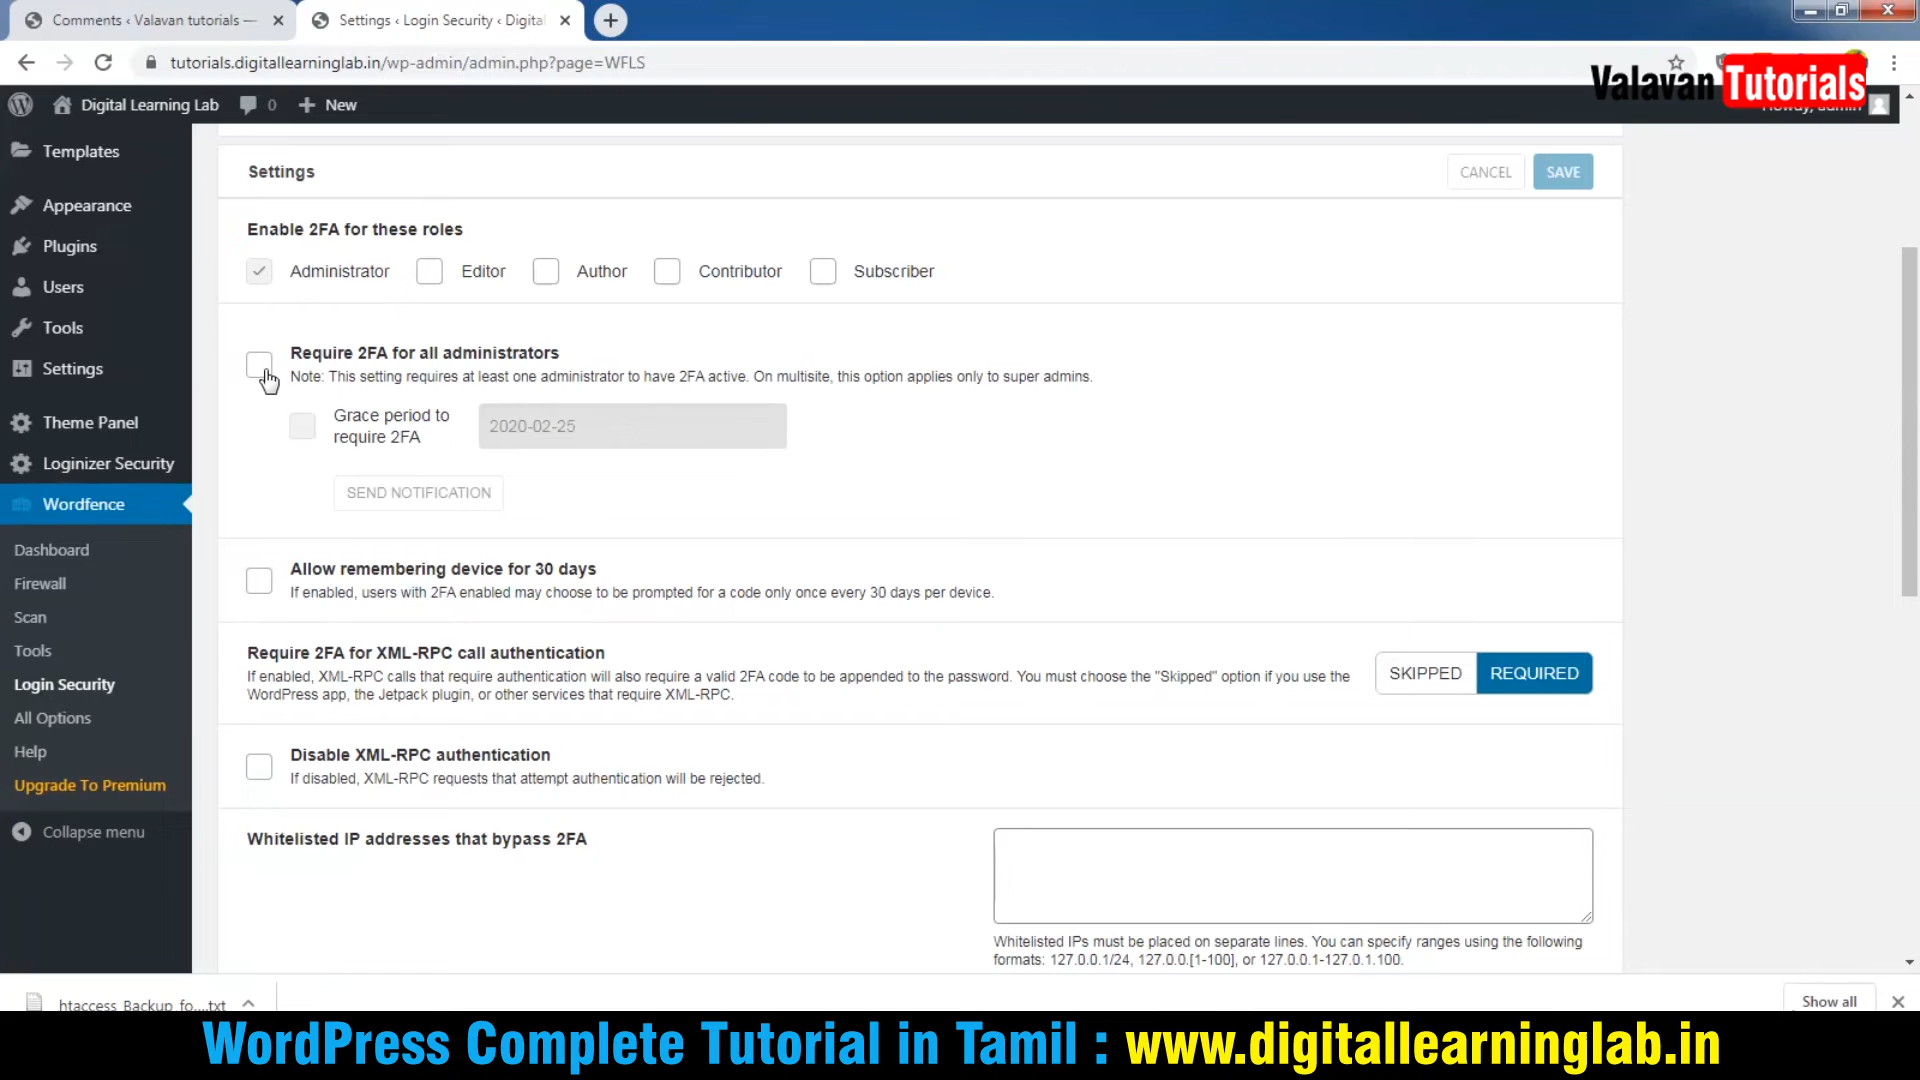 Comments ‹ Valavan tutorials —
Settings ‹ Login Security ‹ Digital
tutorials.digitallearninglab.in/wp-admin/admin.php?page=WFLS
Valavan Tutorials
Digital Learning Lab
0
New
Howdy, admin
Templates
Appearance
Plugins
Users
Tools
Settings
Theme Panel
Loginizer Security
Wordfence
Dashboard
Firewall
Scan
Tools
Login Security
All Options
Help
Upgrade To Premium
Collapse menu
Settings
CANCEL
SAVE
Enable 2FA for these roles
Administrator
Editor
Author
Contributor
Subscriber
Require 2FA for all administrators
Note: This setting requires at least one administrator to have 2FA active. On multisite, this option applies only to super admins.
Grace period to
require 2FA
2020-02-25
SEND NOTIFICATION
Allow remembering device for 30 days
If enabled, users with 2FA enabled may choose to be prompted for a code only once every 30 days per device.
Require 2FA for XML-RPC call authentication
If enabled, XML-RPC calls that require authentication will also require a valid 2FA code to be appended to the password. You must choose the "Skipped" option if you use the
WordPress app, the Jetpack plugin, or other services that require XML-RPC.
SKIPPED
REQUIRED
Disable XML-RPC authentication
If disabled, XML-RPC requests that attempt authentication will be rejected.
Whitelisted IP addresses that bypass 2FA
Whitelisted IPs must be placed on separate lines. You can specify ranges using the following
formats: 127.0.0.1/24, 127.0.0.[1-100], or 127.0.0.1-127.0.1.100.
htaccess_Backup_fo....txt
Show all
WordPress Complete Tutorial in Tamil : www.digitallearninglab.in